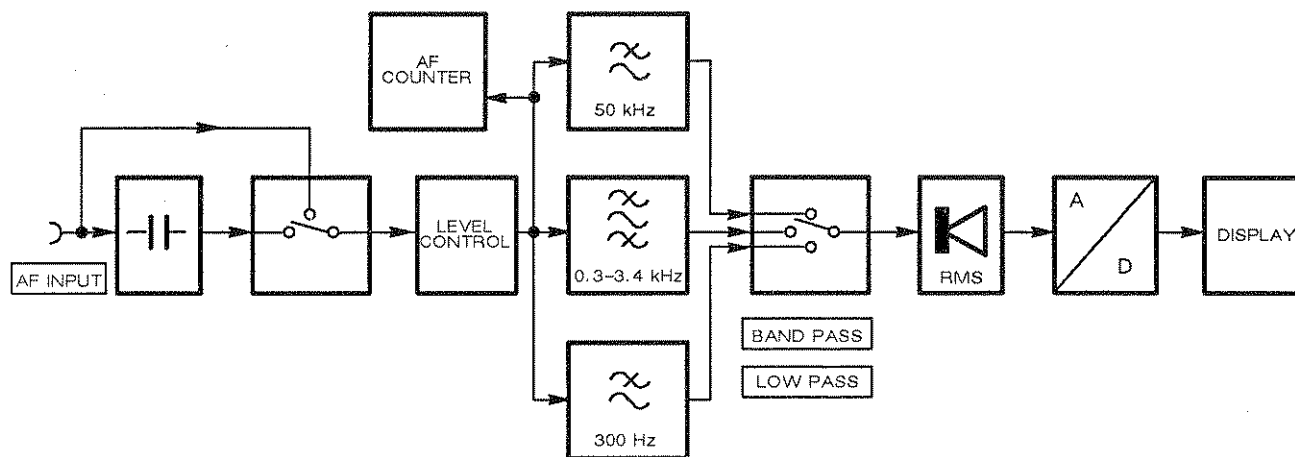 AF
COUNTER
50 kHz
AF INPUT
LEVEL
CONTROL
0.3–3.4 kHz
300 Hz
BAND PASS
LOW PASS
RMS
A
D
DISPLAY